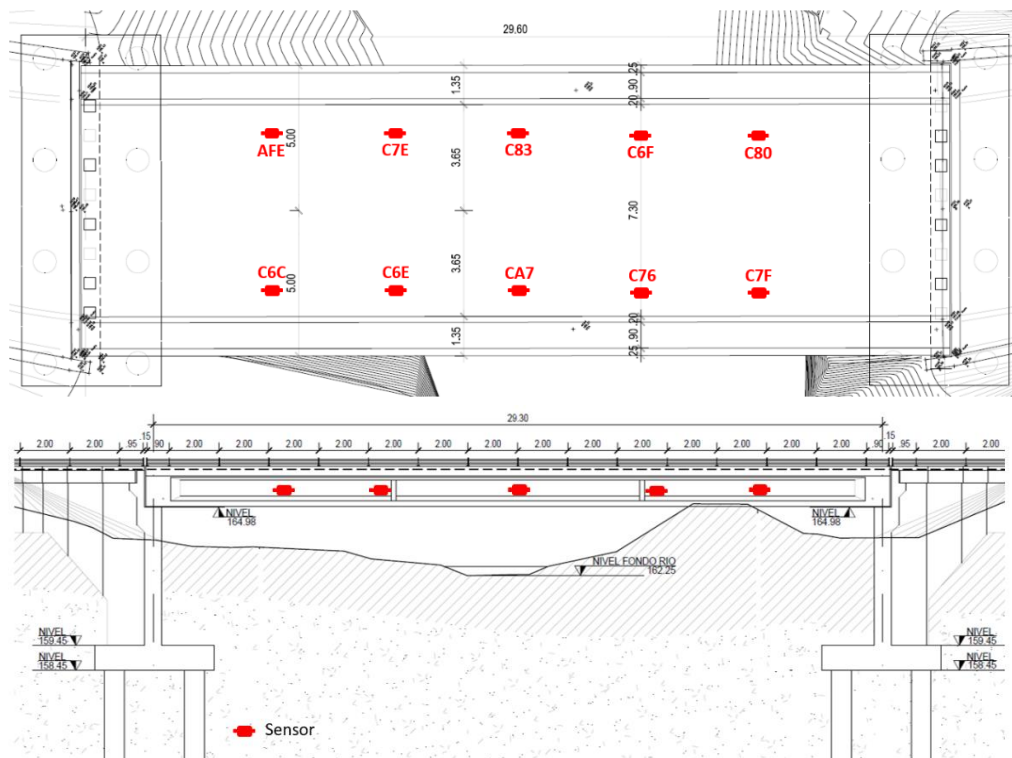 29.60
1.35
.20 .90 .25
AFE
C7E
C83
C6F
C80
5.00
3.65
7.30
C6C
C6E
CA7
C76
C7F
5.00
3.65
1.35
.25 .90 .20
29.30
2.00 2.00 .95 .15 .90 2.00 2.00 2.00 2.00 2.00 2.00 2.00 2.00 2.00 2.00 2.00 2.00 2.00 2.00 .90 .15 .95 2.00 2.00
NIVEL
164.98
NIVEL
164.98
NIVEL FONDO RIO
162.25
NIVEL
159.45
NIVEL
158.45
NIVEL
159.45
NIVEL
158.45
Sensor